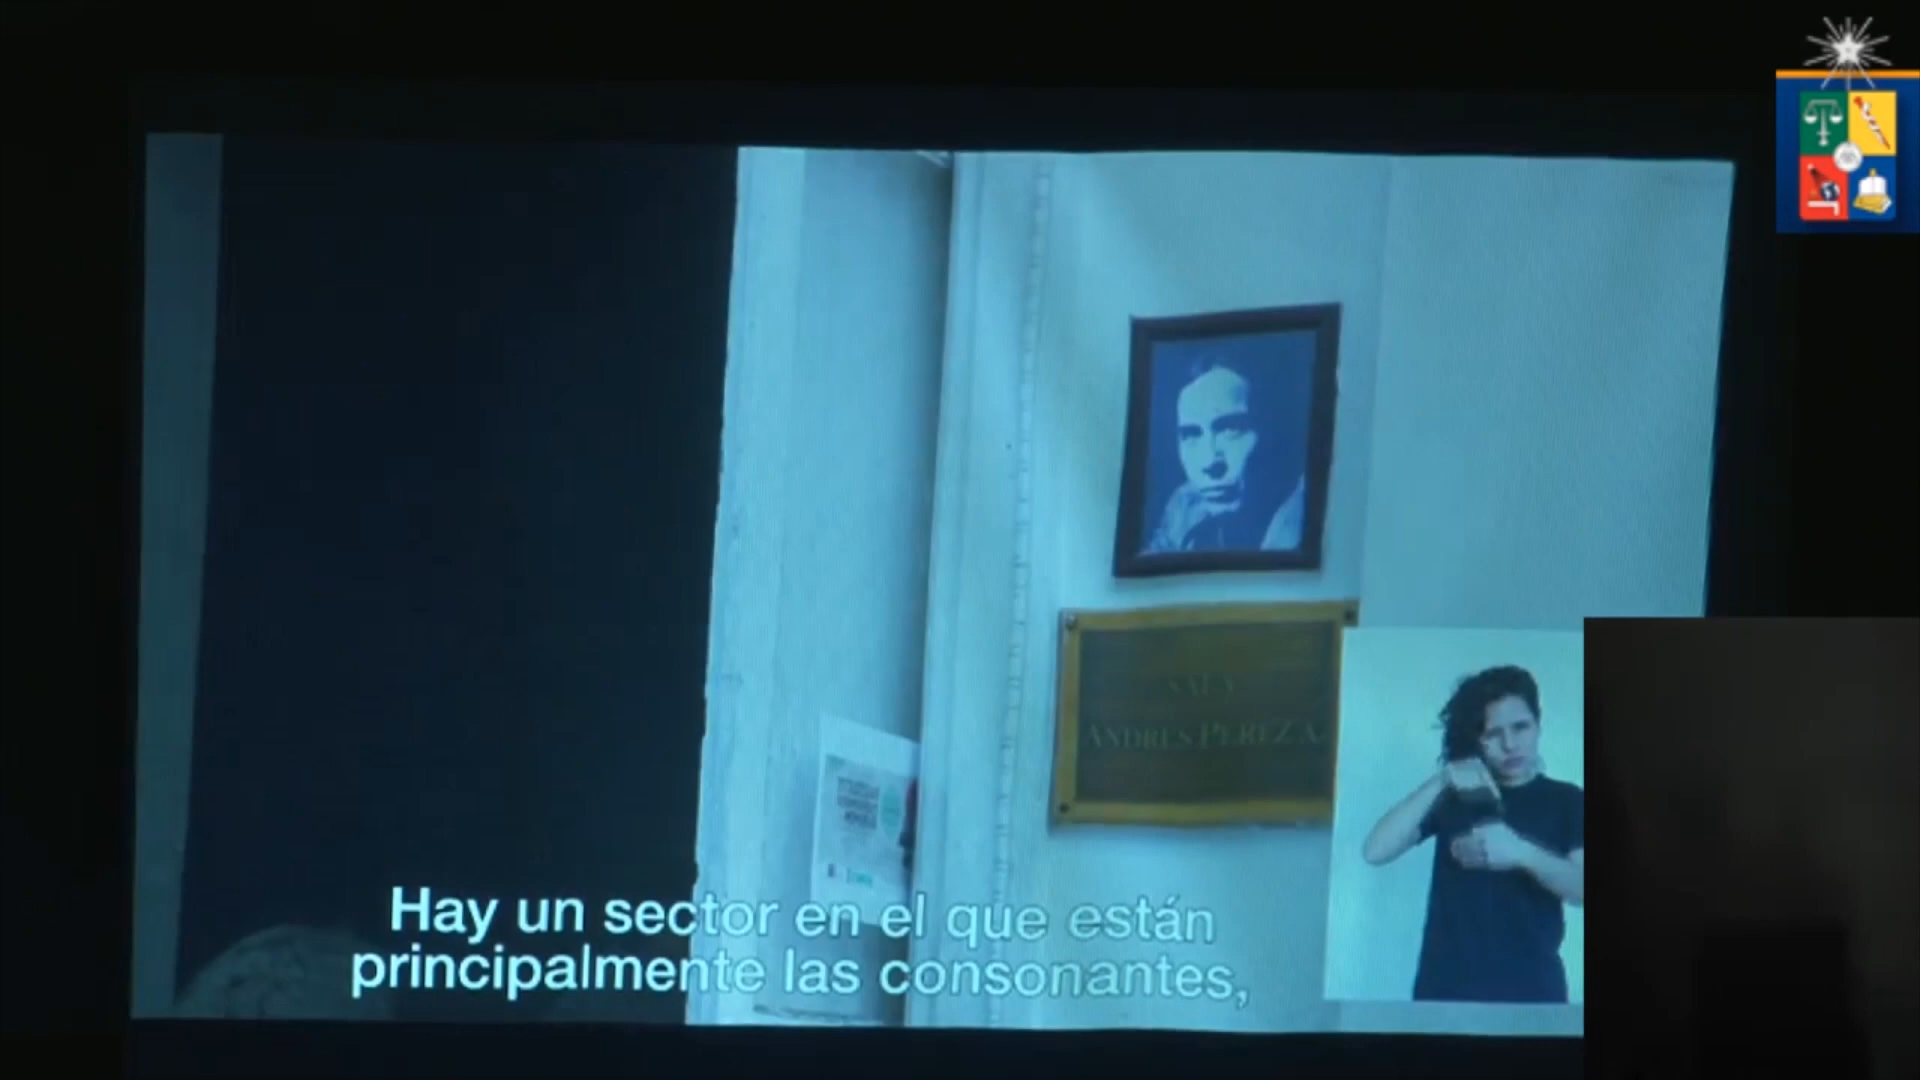 SALA
ANDRES PEREZ A.
Hay un sector en el que están
principalmente las consonantes,